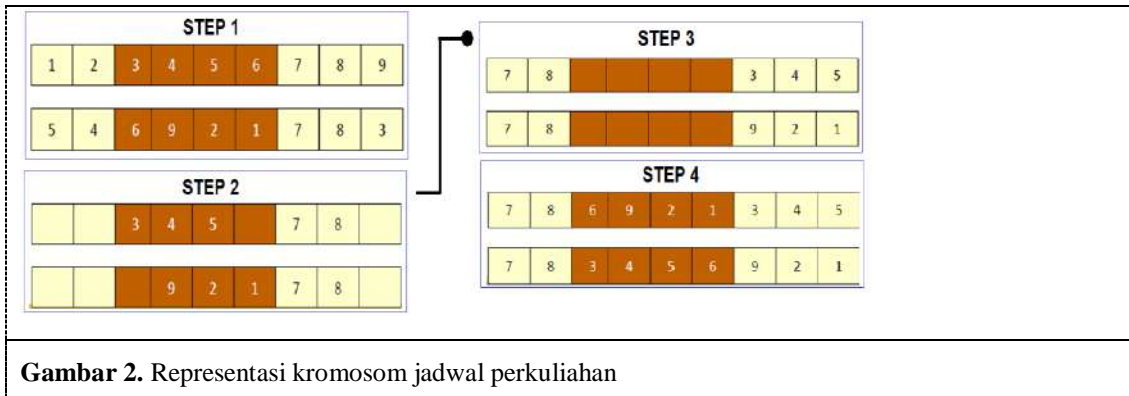 STEP 1
1 2 3 4 5 6 7 8 9
5 4 6 9 2 1 7 8 3
STEP 2
3 4 5 7 8
9 2 1 7 8
STEP 3
7 8 3 4 5
7 8 9 2 1
STEP 4
7 8 6 9 2 1 3 4 5
7 8 3 4 5 6 9 2 1
Gambar 2. Representasi kromosom jadwal perkuliahan